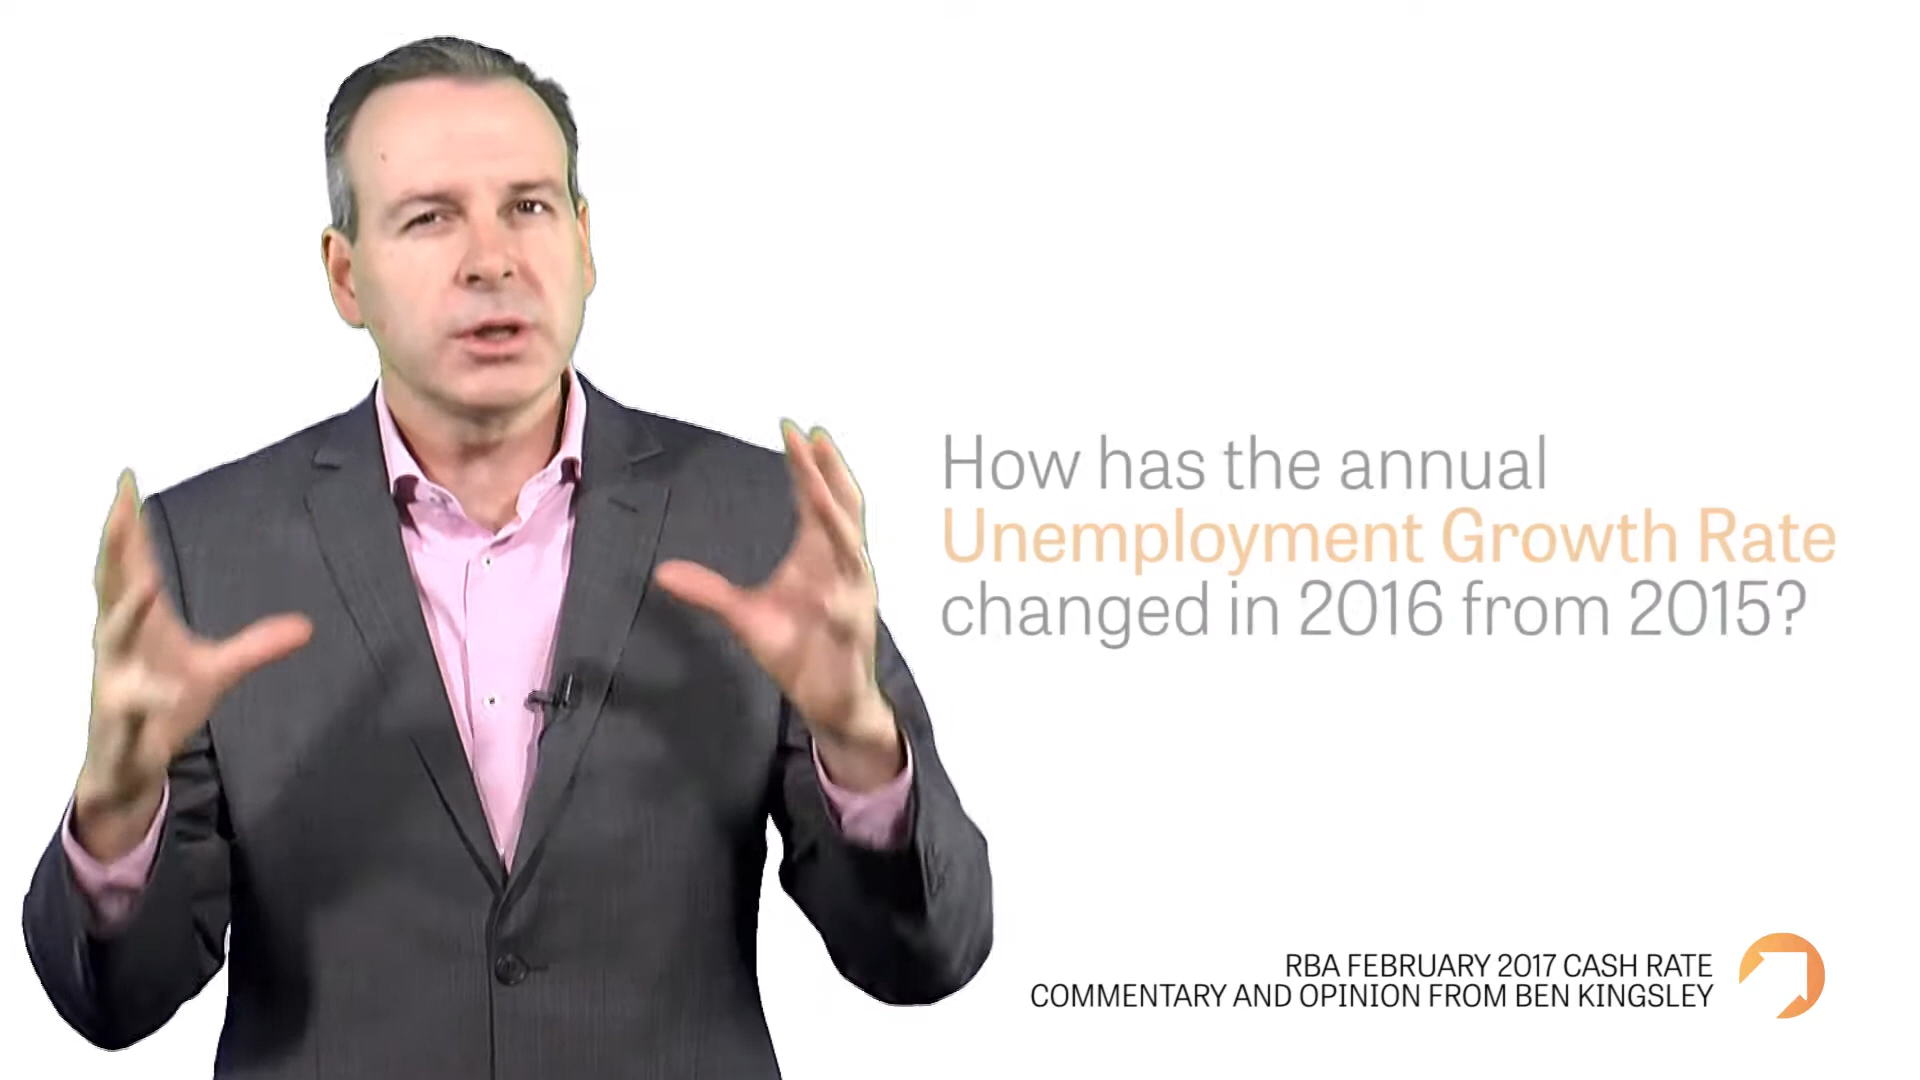 How has the annual
Unemployment Growth Rate
changed in 2016 from 2015?
RBA FEBRUARY 2017 CASH RATE
COMMENTARY AND OPINION FROM BEN KINGSLEY